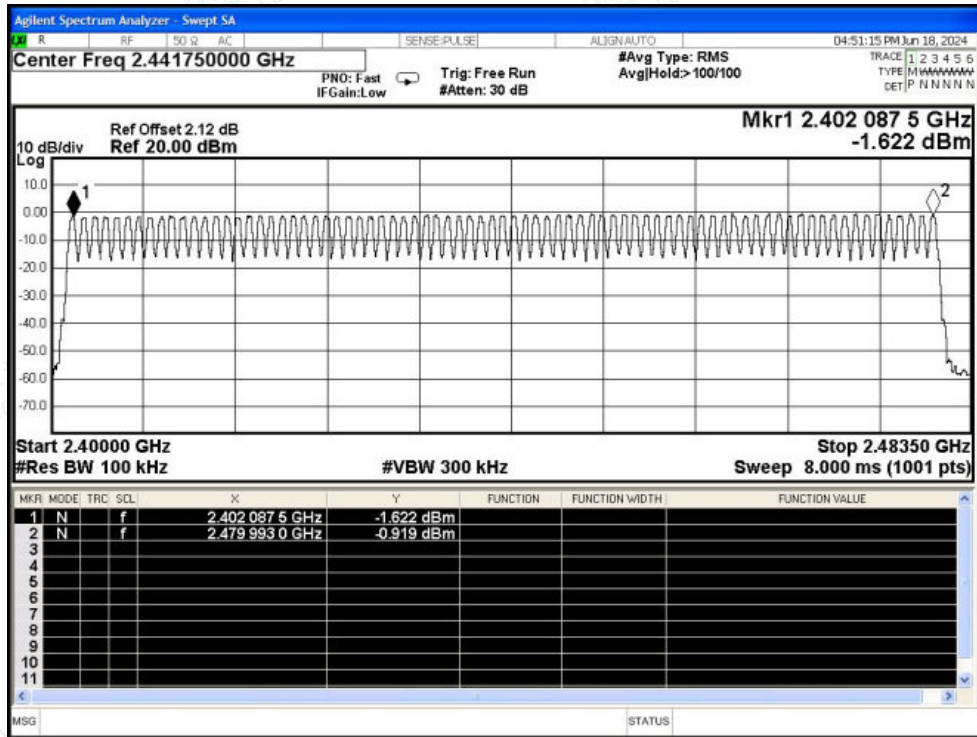 Agilent Spectrum Analyzer - Swept SA
LXI R RF 50 Ω AC SENSE:PULSE ALIGNAUTO 04:51:15 PM Jun 18, 2024
Center Freq 2.441750000 GHz #Avg Type: RMS TRACE 1 2 3 4 5 6
PNO: Fast Trig: Free Run Avg|Hold:>100/100 TYPE M WWWWW
IFGain:Low #Atten: 30 dB DET P N N N N N
Mkr1 2.402 087 5 GHz
Ref Offset 2.12 dB
10 dB/div Ref 20.00 dBm -1.622 dBm
Log
10.0
1 2
0.00
-10.0
-20.0
-30.0
-40.0
-50.0
-60.0
-70.0
Start 2.40000 GHz Stop 2.48350 GHz
#Res BW 100 kHz #VBW 300 kHz Sweep 8.000 ms (1001 pts)
MKR MODE TRC SCL X Y FUNCTION FUNCTION WIDTH FUNCTION VALUE
1 N f 2.402 087 5 GHz -1.622 dBm
2 N f 2.479 993 0 GHz -0.919 dBm
3
4
5
6
7
8
9
10
11
MSG STATUS